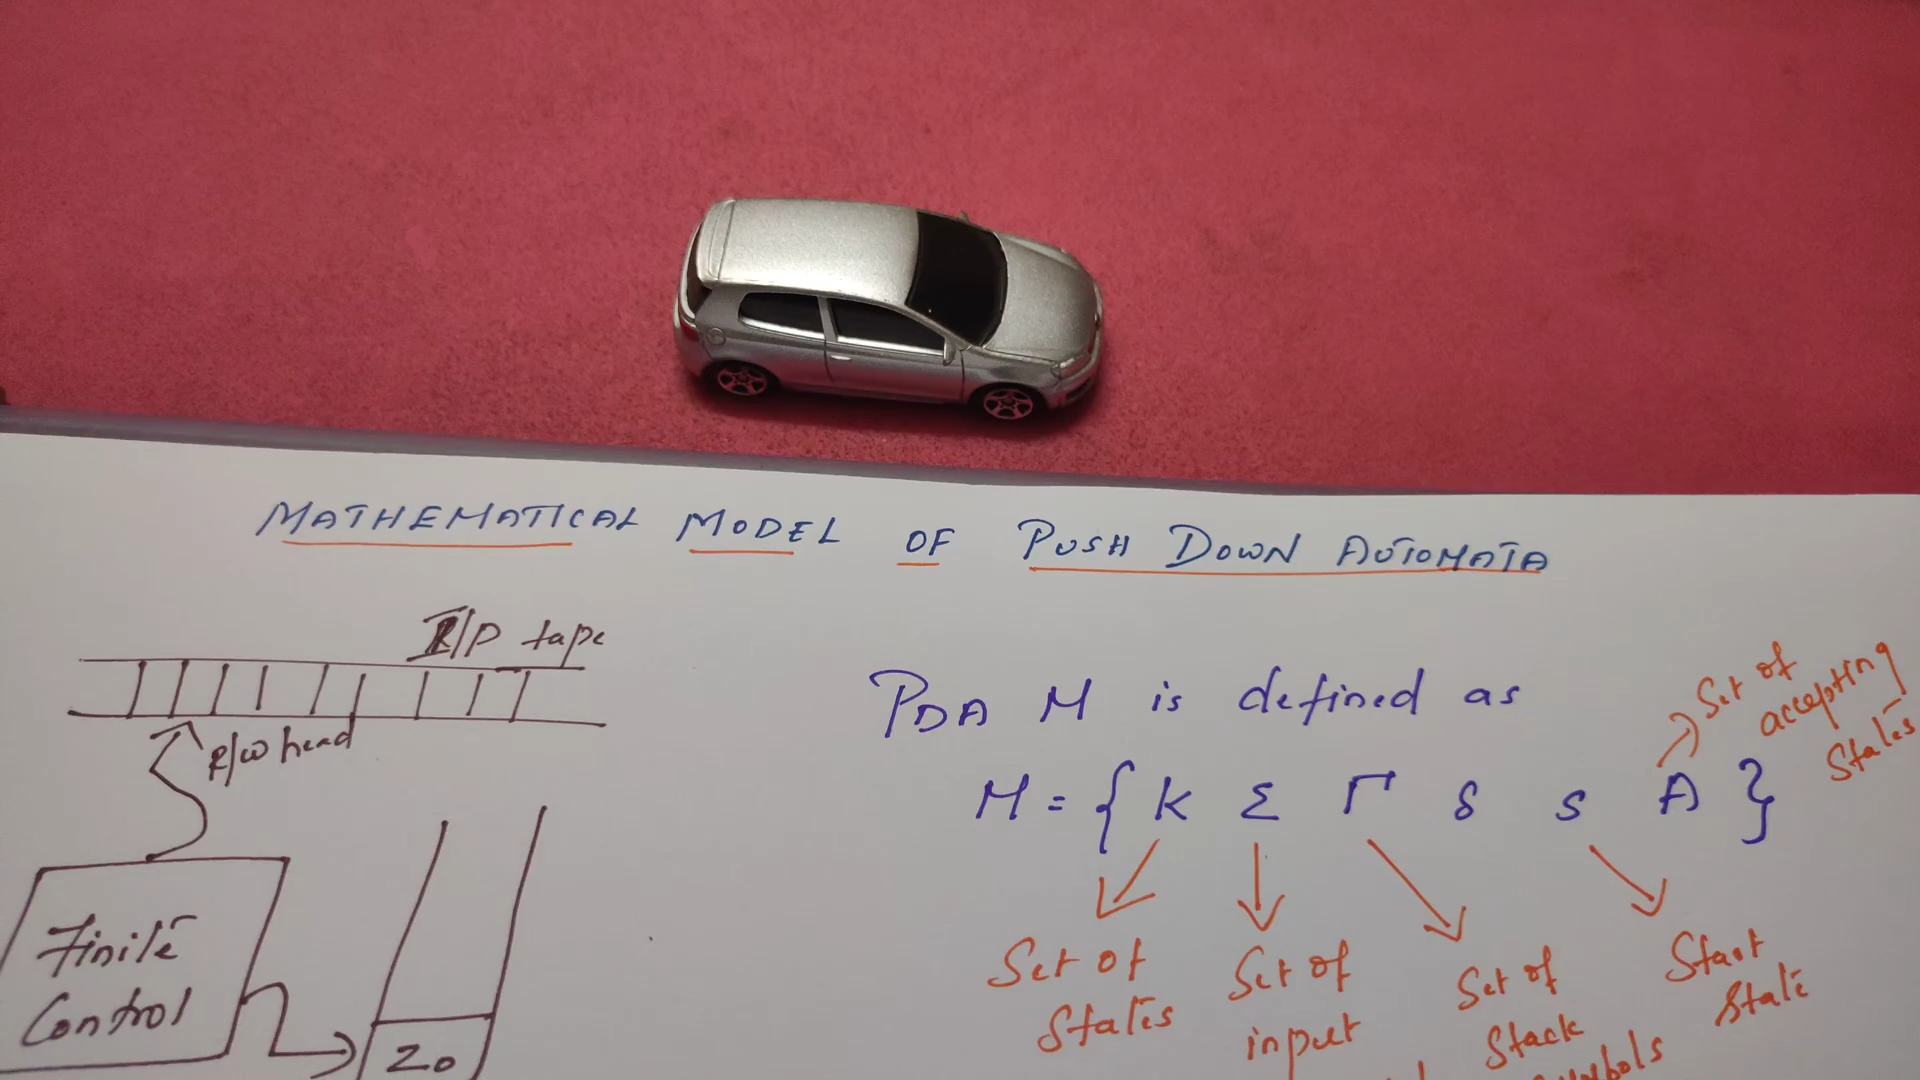 MATHEMATICAL MODEL OF PUSH DOWN AUTOMATA
I/P tape
R/W head
Finite
Control
Z0
PDA M is defined as
M = { K Σ Γ δ s A }
Set of
accepting
States
Set of
States
Set of
input
Set of
Stack
Symbols
Start
State